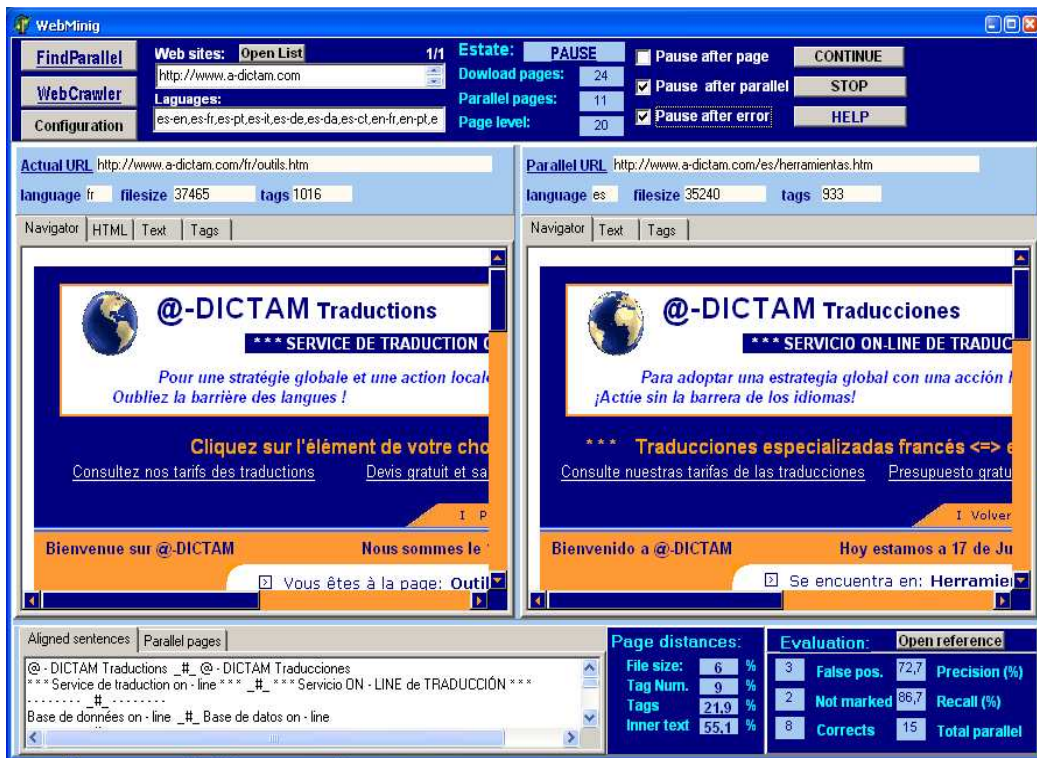 WebMinig
FindParallel
WebCrawler
Configuration
Web sites: Open List 1/1
http://www.a-dictam.com
Laguages:
es-en,es-fr,es-pt,es-it,es-de,es-da,es-ct,en-fr,en-pt,e
Estate: PAUSE
Dowload pages: 24
Parallel pages: 11
Page level: 20
Pause after page
Pause after parallel
Pause after error
CONTINUE
STOP
HELP
Actual URL http://www.a-dictam.com/fr/outils.htm
language fr filesize 37465 tags 1016
Navigator HTML Text Tags
@-DICTAM Traductions
*** SERVICE DE TRADUCTION
Pour une stratégie globale et une action locale
Oubliez la barrière des langues !
Cliquez sur l'élément de votre cho
Consultez nos tarifs des traductions Devis gratuit et sa
I P
Bienvenue sur @-DICTAM Nous sommes le
Vous êtes à la page: Outil
Parallel URL http://www.a-dictam.com/es/herramientas.htm
language es filesize 35240 tags 933
Navigator Text Tags
@-DICTAM Traducciones
*** SERVICIO ON-LINE DE TRADUC
Para adoptar una estrategia global con una acción l
¡Actúe sin la barrera de los idiomas!
*** Traducciones especializadas francés <=> e
Consulte nuestras tarifas de las traducciones Presupuesto gratu
I Volver
Bienvenido a @-DICTAM Hoy estamos a 17 de Ju
Se encuentra en: Herramie
Aligned sentences Parallel pages
@ - DICTAM Traductions _#_ @ - DICTAM Traducciones
* * * Service de traduction on - line * * * _#_ * * * Servicio ON - LINE de TRADUCCIÓN * * *
- - - - - - - - _#_ - - - - - - - -
Base de données on - line _#_ Base de datos on - line
Page distances:
File size: 6 %
Tag Num. 9 %
Tags 21,9 %
Inner text 55,1 %
Evaluation: Open reference
3 False pos. 72,7 Precision (%)
2 Not marked 86,7 Recall (%)
8 Corrects 15 Total parallel